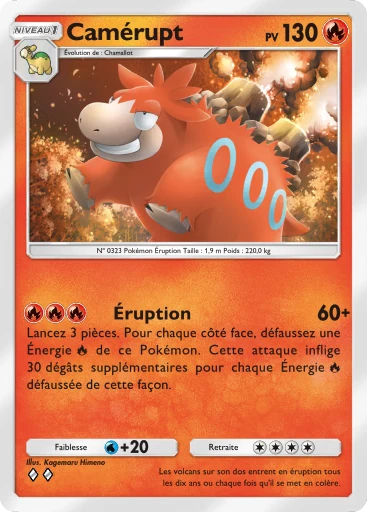 NIVEAU 1
Camérupt
PV 130
Évolution de : Chamallot
N° 0323 Pokémon Éruption Taille : 1,9 m Poids : 220,0 kg
Éruption 60+
Lancez 3 pièces. Pour chaque côté face, défaussez une
Énergie de ce Pokémon. Cette attaque inflige
30 dégâts supplémentaires pour chaque Énergie
défaussée de cette façon.
Faiblesse +20
Retraite
Illus. Kagemaru Himeno
Les volcans sur son dos entrent en éruption tous
les dix ans ou chaque fois qu'il se met en colère.